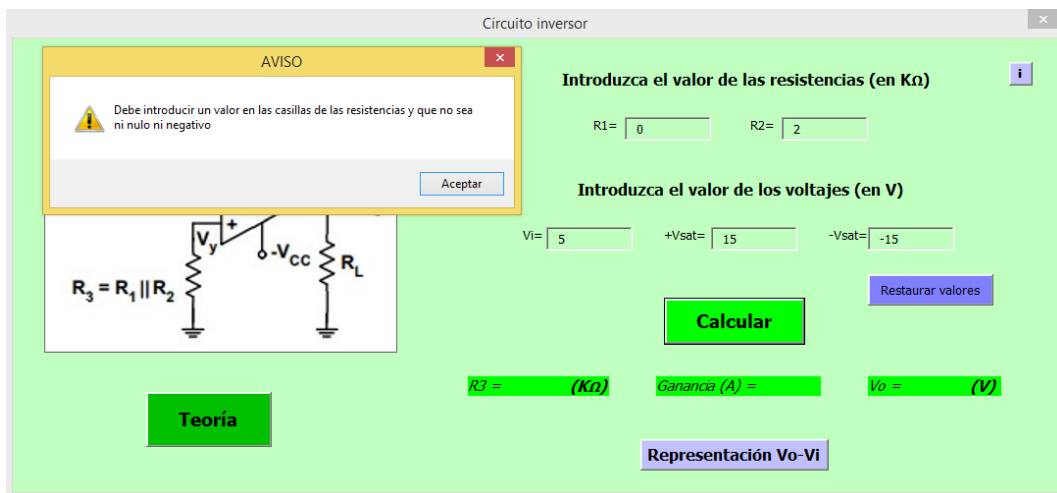 Circuito inversor
AVISO
Debe introducir un valor en las casillas de las resistencias y que no sea
ni nulo ni negativo
Aceptar
Vy
+
-VCC
RL
R3 = R1 || R2
Teoría
Introduzca el valor de las resistencias (en KΩ)
i
R1= 0 R2= 2
Introduzca el valor de los voltajes (en V)
Vi= 5 +Vsat= 15 -Vsat= -15
Restaurar valores
Calcular
R3 = (KΩ) Ganancia (A) = Vo = (V)
Representación Vo-Vi